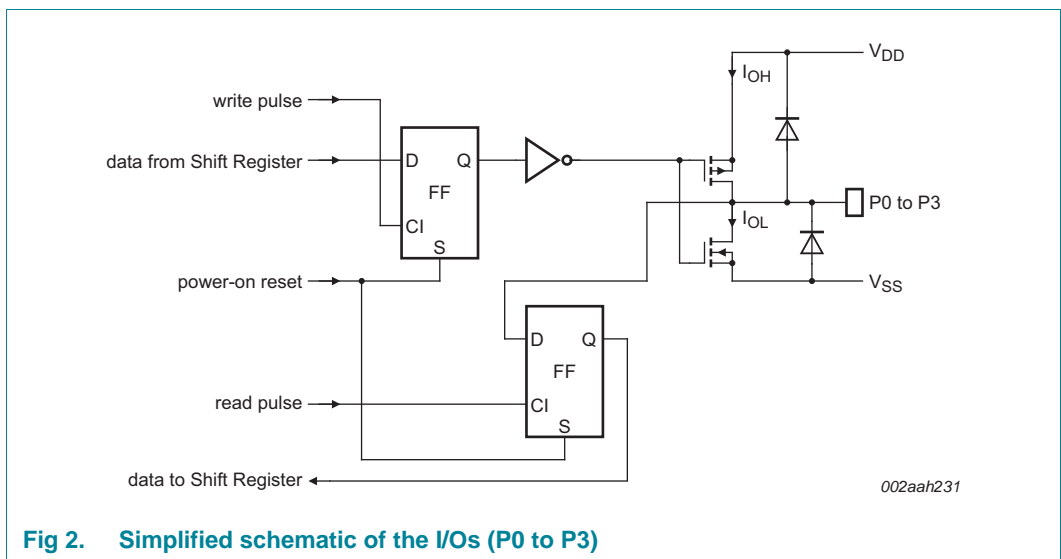 VDD
IOH
write pulse
data from Shift Register
D
Q
FF
CI
S
P0 to P3
IOL
power-on reset
VSS
D
Q
FF
CI
S
read pulse
data to Shift Register
002aah231
Fig 2. Simplified schematic of the I/Os (P0 to P3)